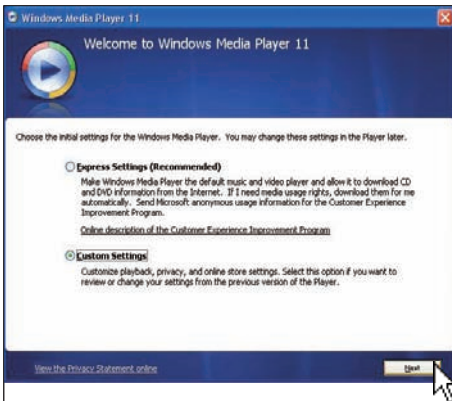 Windows Media Player 11
Welcome to Windows Media Player 11
Choose the initial settings for the Windows Media Player. You may change these settings in the Player later.
Express Settings (Recommended)
Make Windows Media Player the default music and video player and allow it to download CD
and DVD information from the Internet. If I need media usage rights, download them for me
automatically. Send Microsoft anonymous usage information for the Customer Experience
Improvement Program.
Online description of the Customer Experience Improvement Program
Custom Settings
Customize playback, privacy, and online store settings. Select this option if you want to
review or change your settings from the previous version of the Player.
View the Privacy Statement online
Next